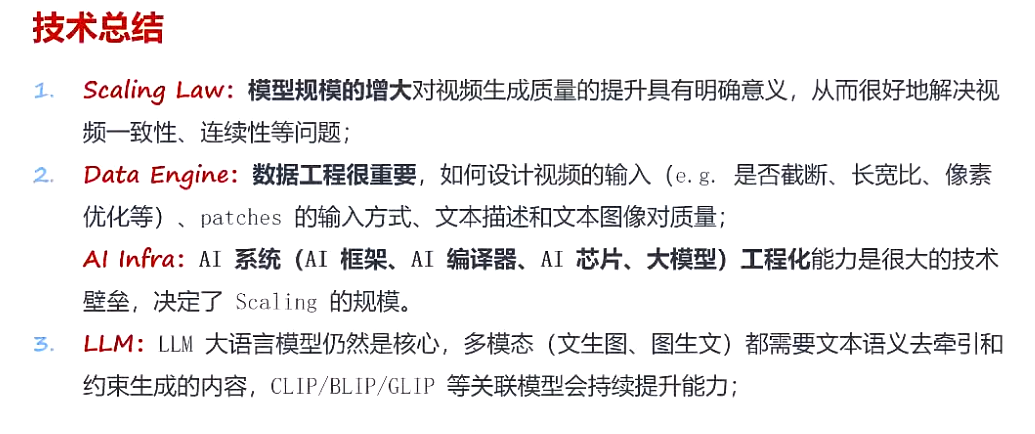 技术总结
1. Scaling Law：模型规模的增大对视频生成质量的提升具有明确意义，从而很好地解决视
频一致性、连续性等问题；
2. Data Engine：数据工程很重要，如何设计视频的输入（e.g. 是否截断、长宽比、像素
优化等）、patches 的输入方式、文本描述和文本图像对质量；
AI Infra：AI 系统（AI 框架、AI 编译器、AI 芯片、大模型）工程化能力是很大的技术
壁垒，决定了 Scaling 的规模。
3. LLM：LLM 大语言模型仍然是核心，多模态（文生图、图生文）都需要文本语义去牵引和
约束生成的内容，CLIP/BLIP/GLIP 等关联模型会持续提升能力；